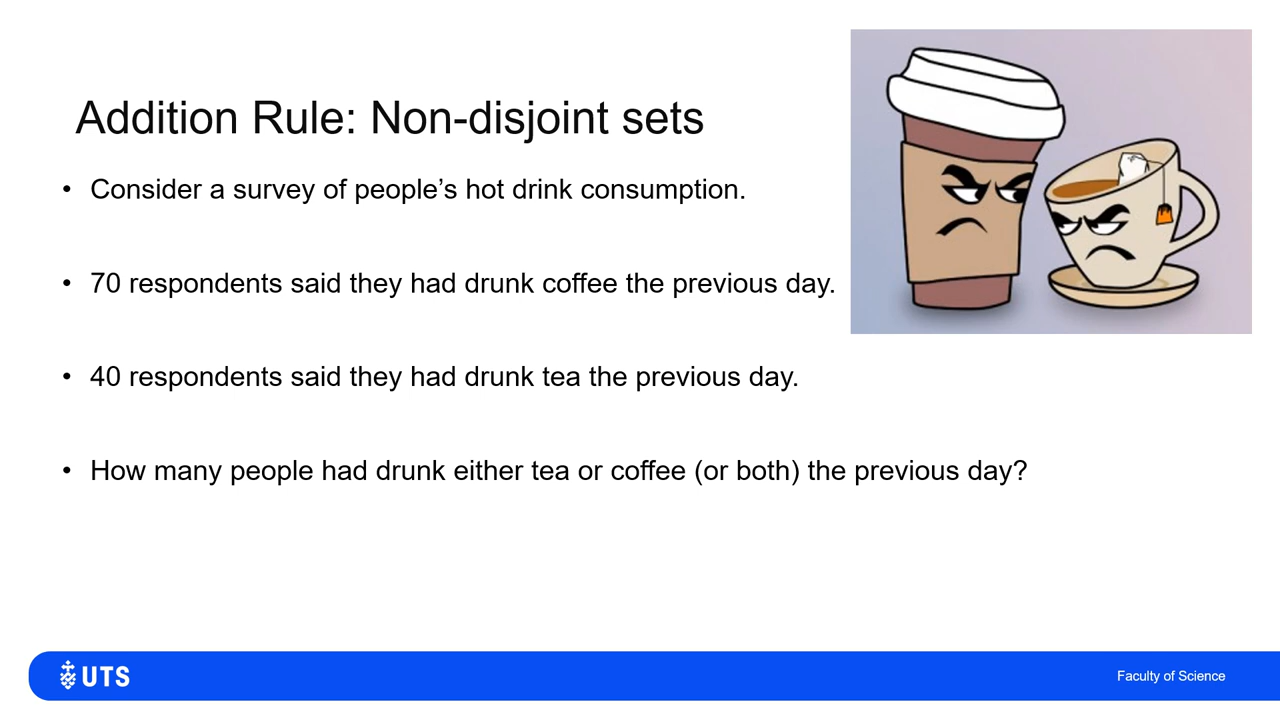 Addition Rule: Non-disjoint sets
• Consider a survey of people’s hot drink consumption.
• 70 respondents said they had drunk coffee the previous day.
• 40 respondents said they had drunk tea the previous day.
• How many people had drunk either tea or coffee (or both) the previous day?
UTS
Faculty of Science